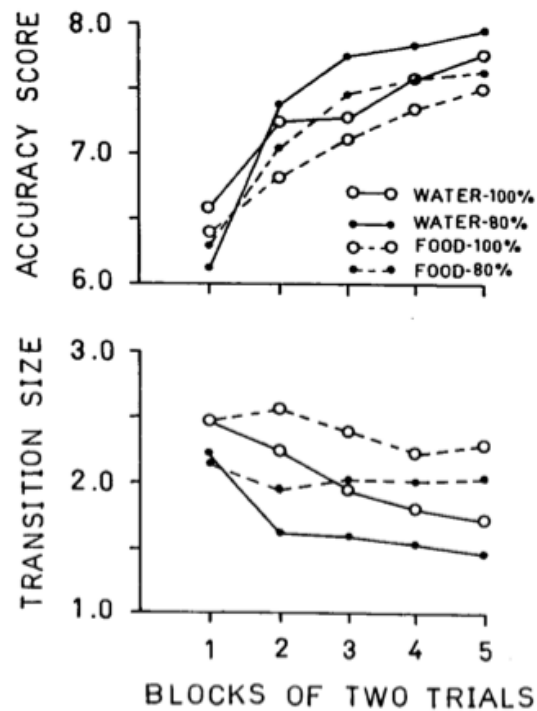 ACCURACY SCORE
8.0
7.0
6.0
WATER-100%
WATER-80%
FOOD-100%
FOOD-80%
TRANSITION SIZE
3.0
2.0
1.0
1 2 3 4 5
BLOCKS OF TWO TRIALS